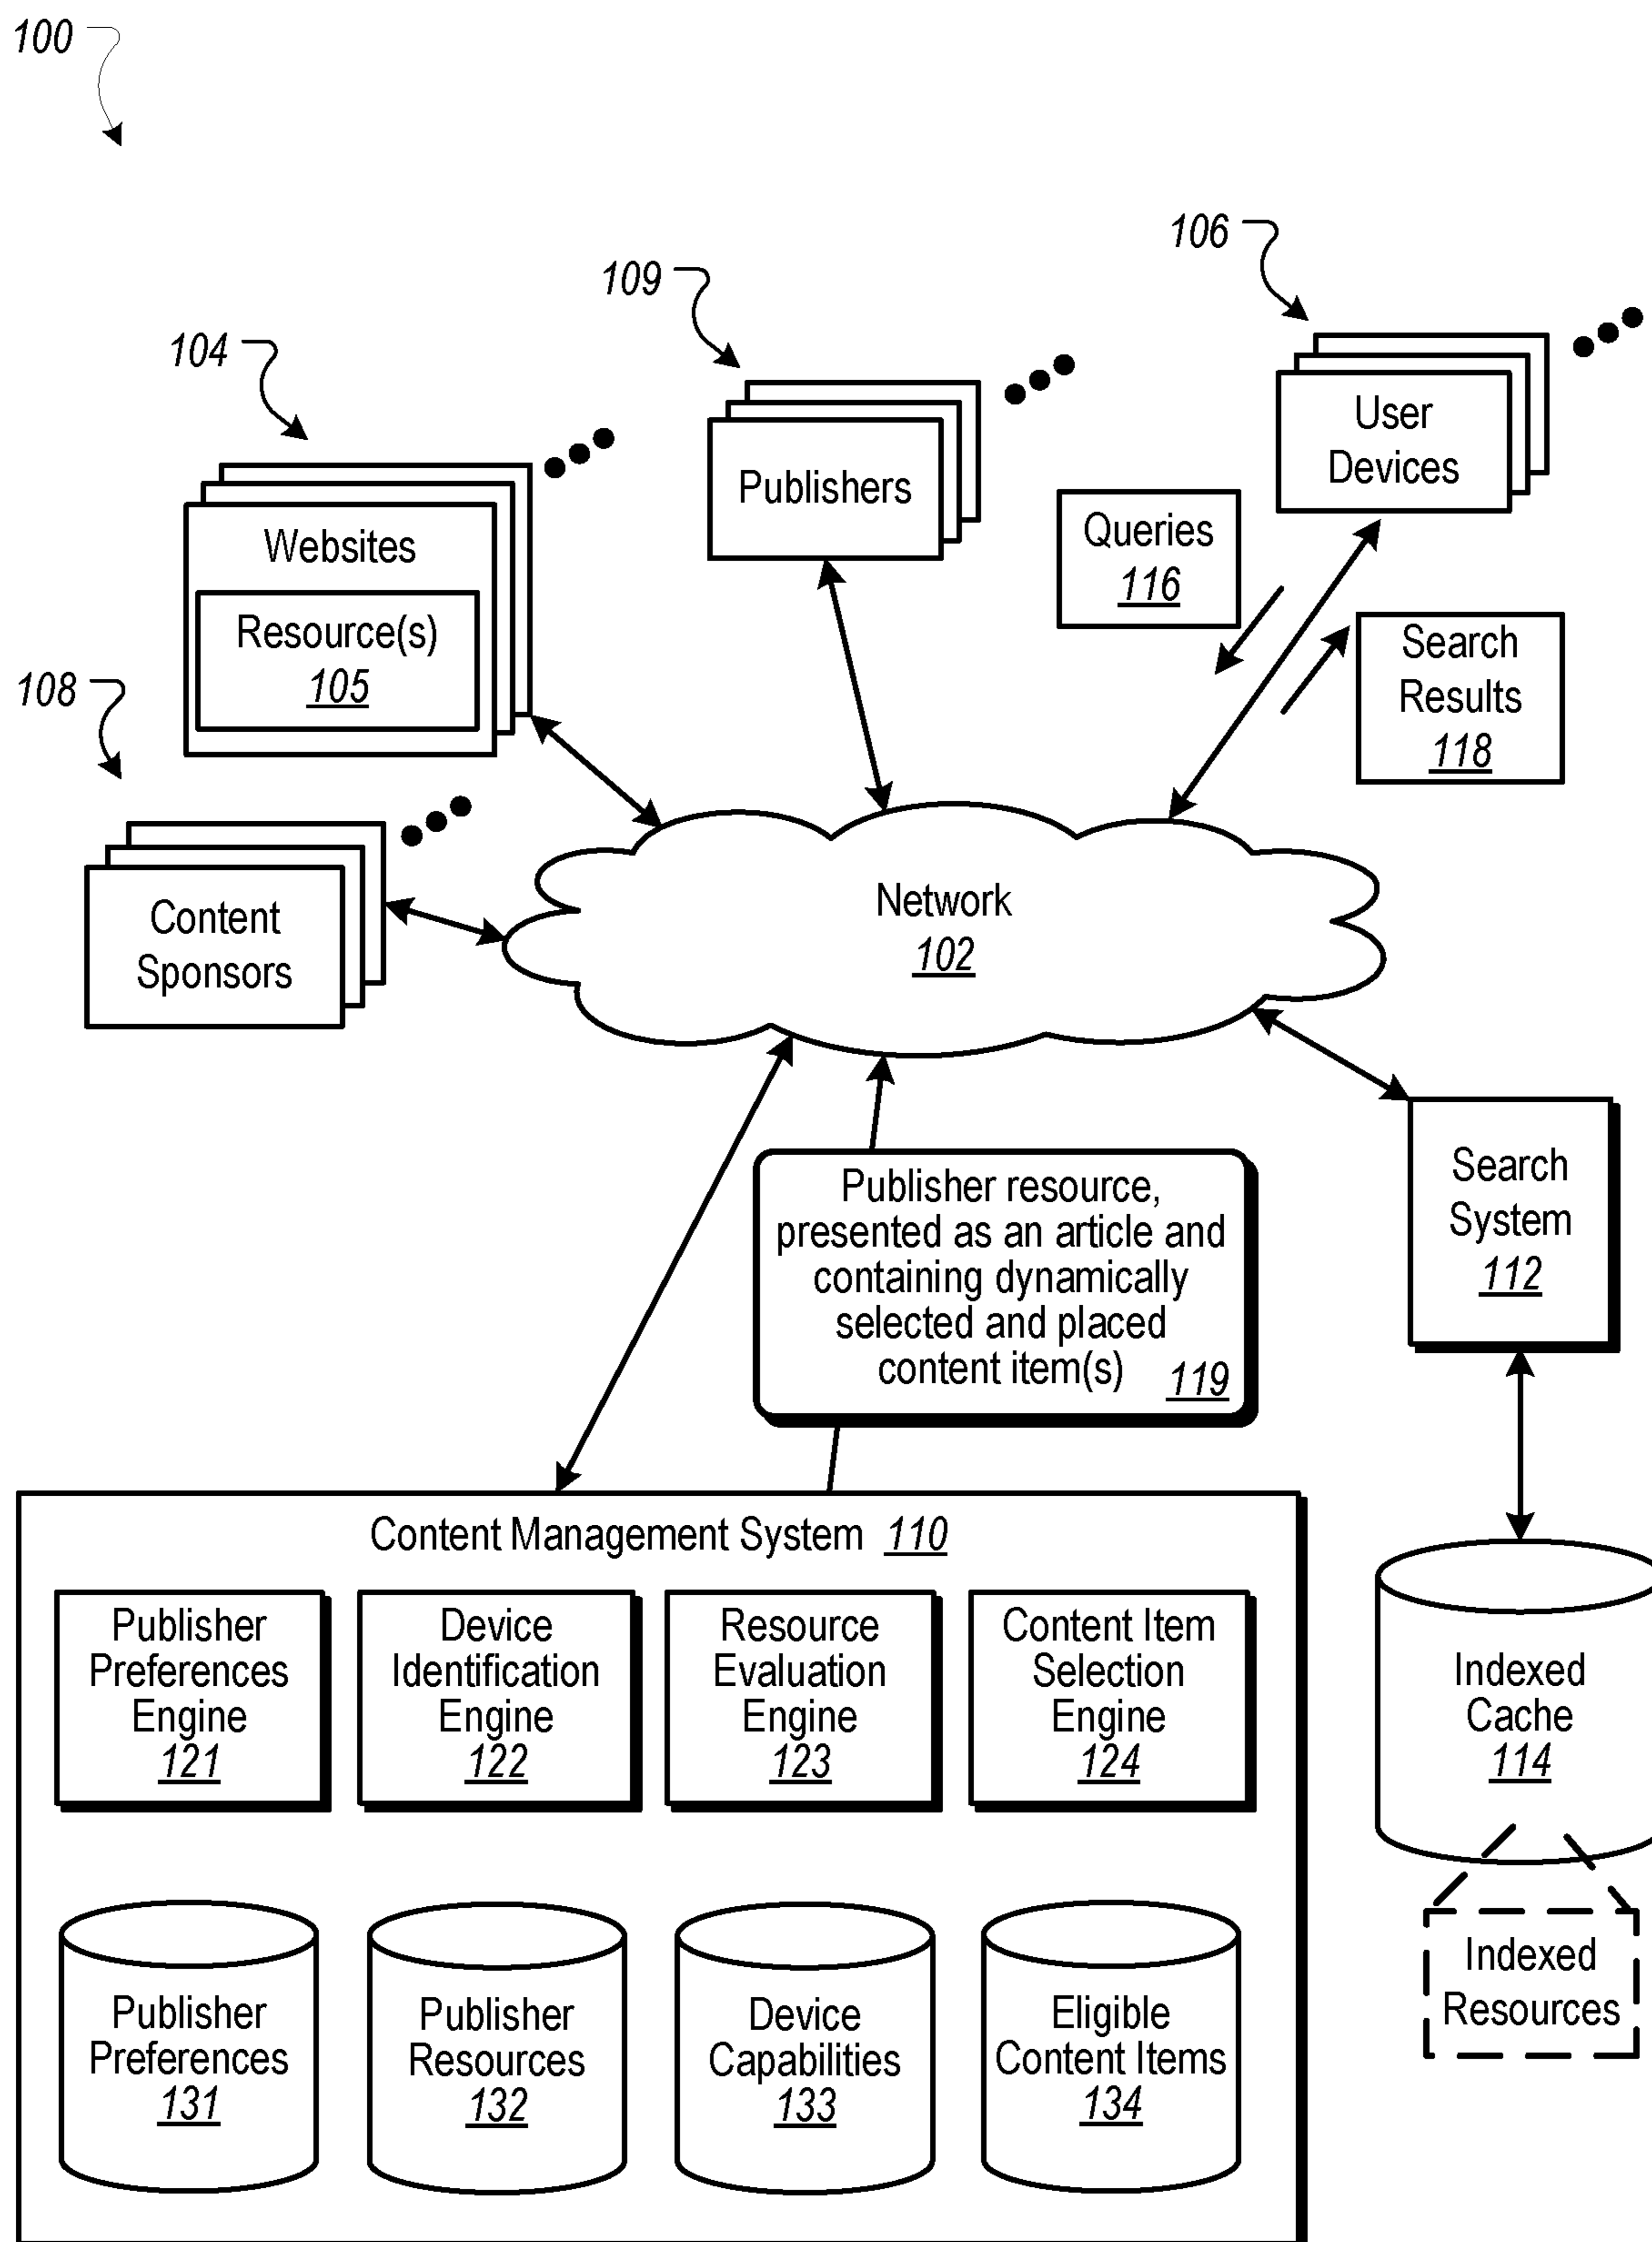 100
106
109
104
User
Devices
Publishers
Queries
116
Websites
Resource(s)
105
Search
Results
118
108
Content
Sponsors
Network
102
Search
System
112
Publisher resource,
presented as an article and
containing dynamically
selected and placed
content item(s)
119
Content Management System 110
Publisher
Preferences
Engine
121
Device
Identification
Engine
122
Resource
Evaluation
Engine
123
Content Item
Selection
Engine
124
Indexed
Cache
114
Indexed
Resources
Publisher
Preferences
131
Publisher
Resources
132
Device
Capabilities
133
Eligible
Content Items
134